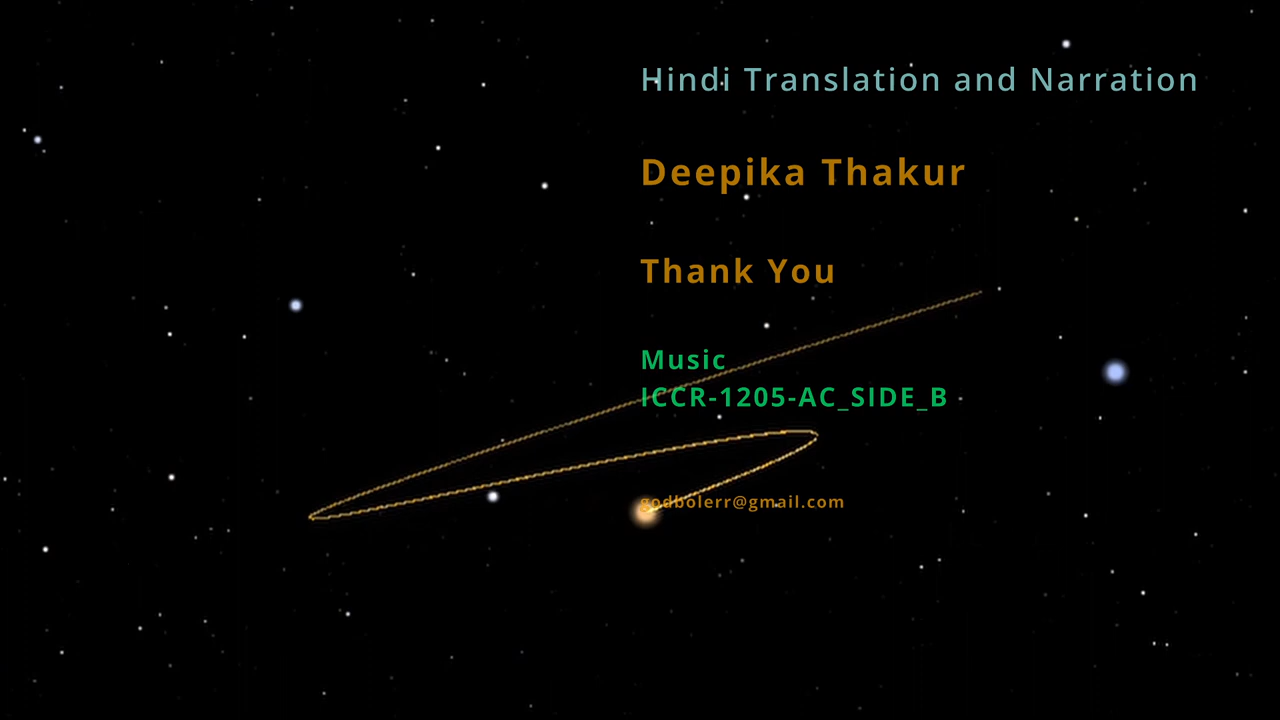 Hindi Translation and Narration
Deepika Thakur
Thank You
Music
ICCR-1205-AC_SIDE_B
godbolerr@gmail.com